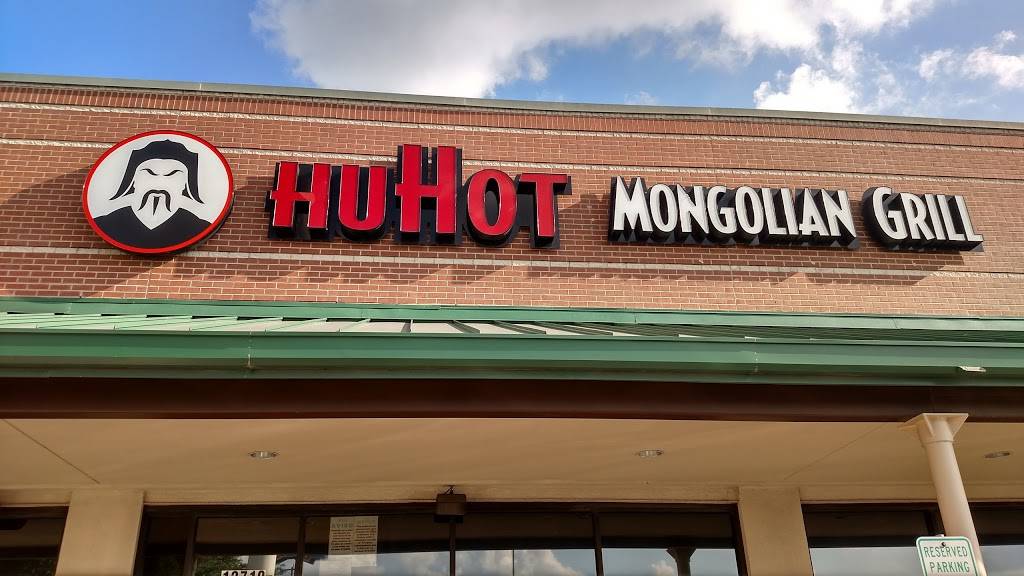 HUHOT MONGOLIAN GRILL
RESERVED
PARKING